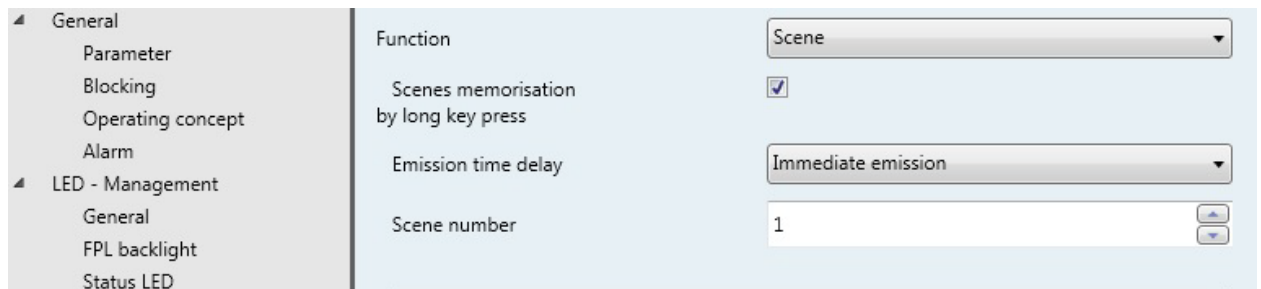 General
Parameter
Blocking
Operating concept
Alarm
LED - Management
General
FPL backlight
Status LED
Function
Scene
Scenes memorisation
by long key press
Emission time delay
Immediate emission
Scene number
1